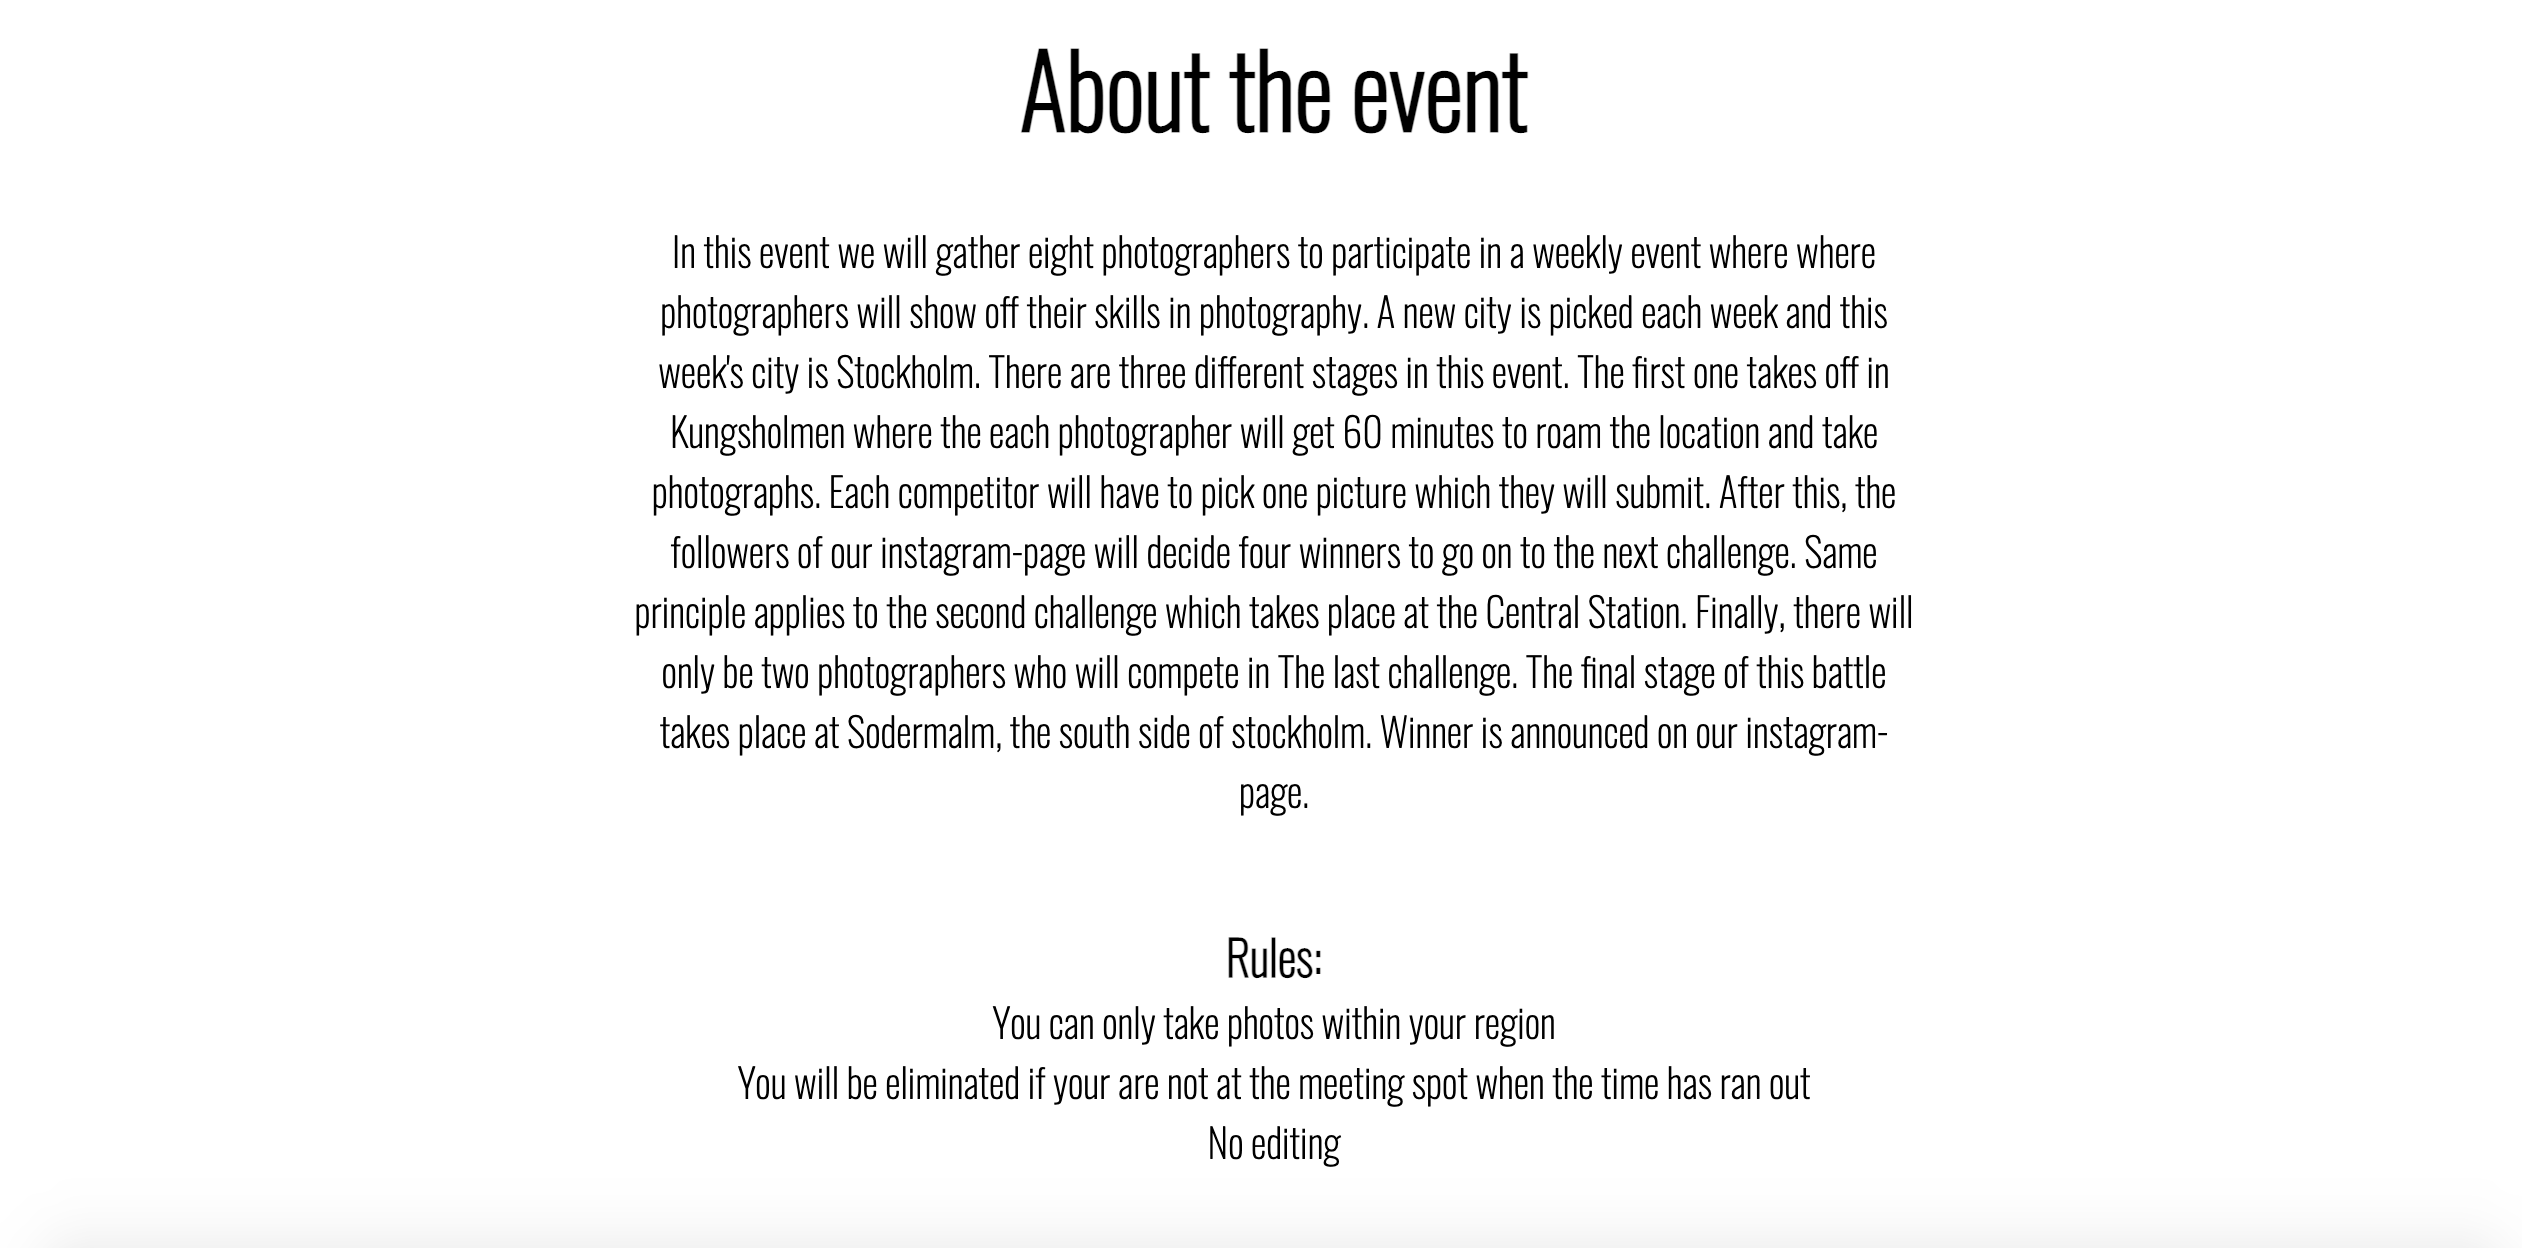 About the event
In this event we will gather eight photographers to participate in a weekly event where where
photographers will show off their skills in photography. A new city is picked each week and this
week's city is Stockholm. There are three different stages in this event. The first one takes off in
Kungsholmen where the each photographer will get 60 minutes to roam the location and take
photographs. Each competitor will have to pick one picture which they will submit. After this, the
followers of our instagram-page will decide four winners to go on to the next challenge. Same
principle applies to the second challenge which takes place at the Central Station. Finally, there will
only be two photographers who will compete in The last challenge. The final stage of this battle
takes place at Sodermalm, the south side of stockholm. Winner is announced on our instagram-
page.
Rules:
You can only take photos within your region
You will be eliminated if your are not at the meeting spot when the time has ran out
No editing